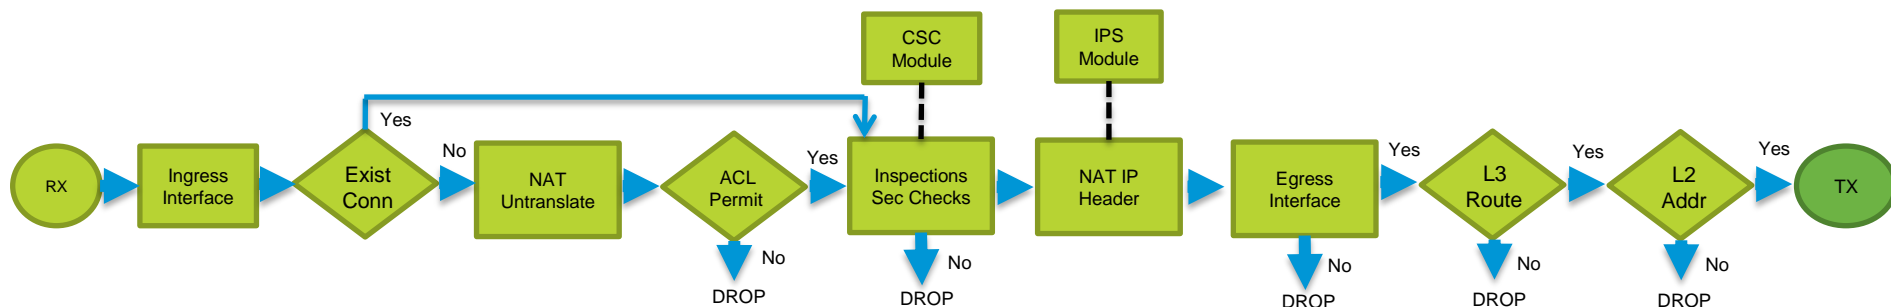 CSC
Module
IPS
Module
RX
Ingress
Interface
Exist
Conn
Yes
No
NAT
Untranslate
ACL
Permit
Yes
No
DROP
Inspections
Sec Checks
No
DROP
NAT IP
Header
Egress
Interface
Yes
No
DROP
L3
Route
Yes
No
DROP
L2
Addr
Yes
No
DROP
TX